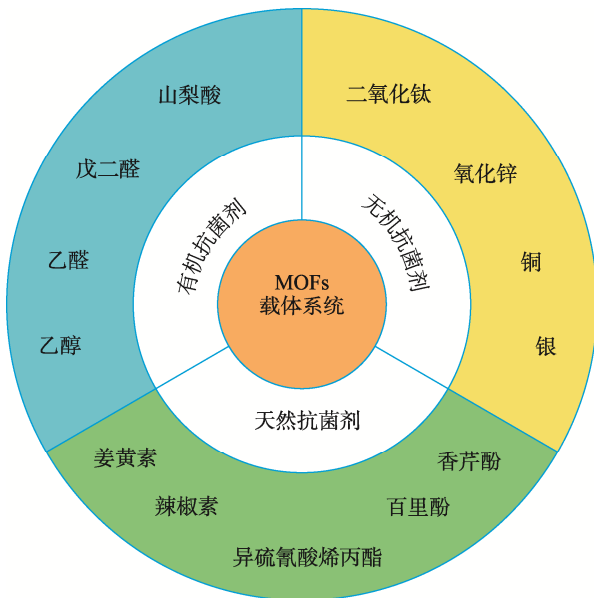 山梨酸
二氧化钛
戊二醛
氧化锌
乙醛
铜
乙醇
银
有机抗菌剂
无机抗菌剂
MOFs
载体系统
天然抗菌剂
姜黄素
香芹酚
辣椒素
百里酚
异硫氰酸烯丙酯